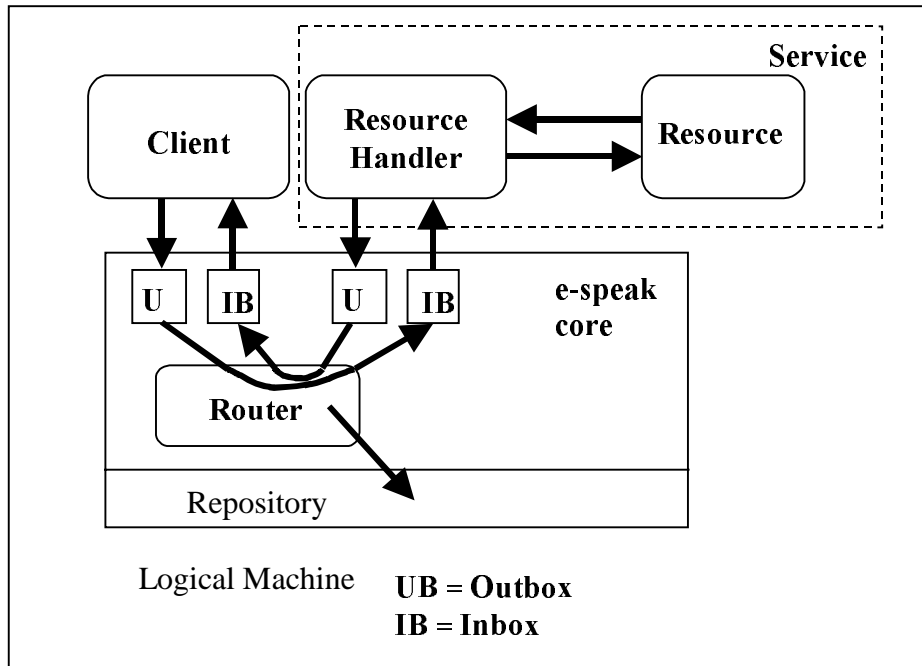 Service
Client
Resource
Handler
Resource
U
IB
U
IB
e-speak
core
Router
Repository
Logical Machine
UB = Outbox
IB = Inbox